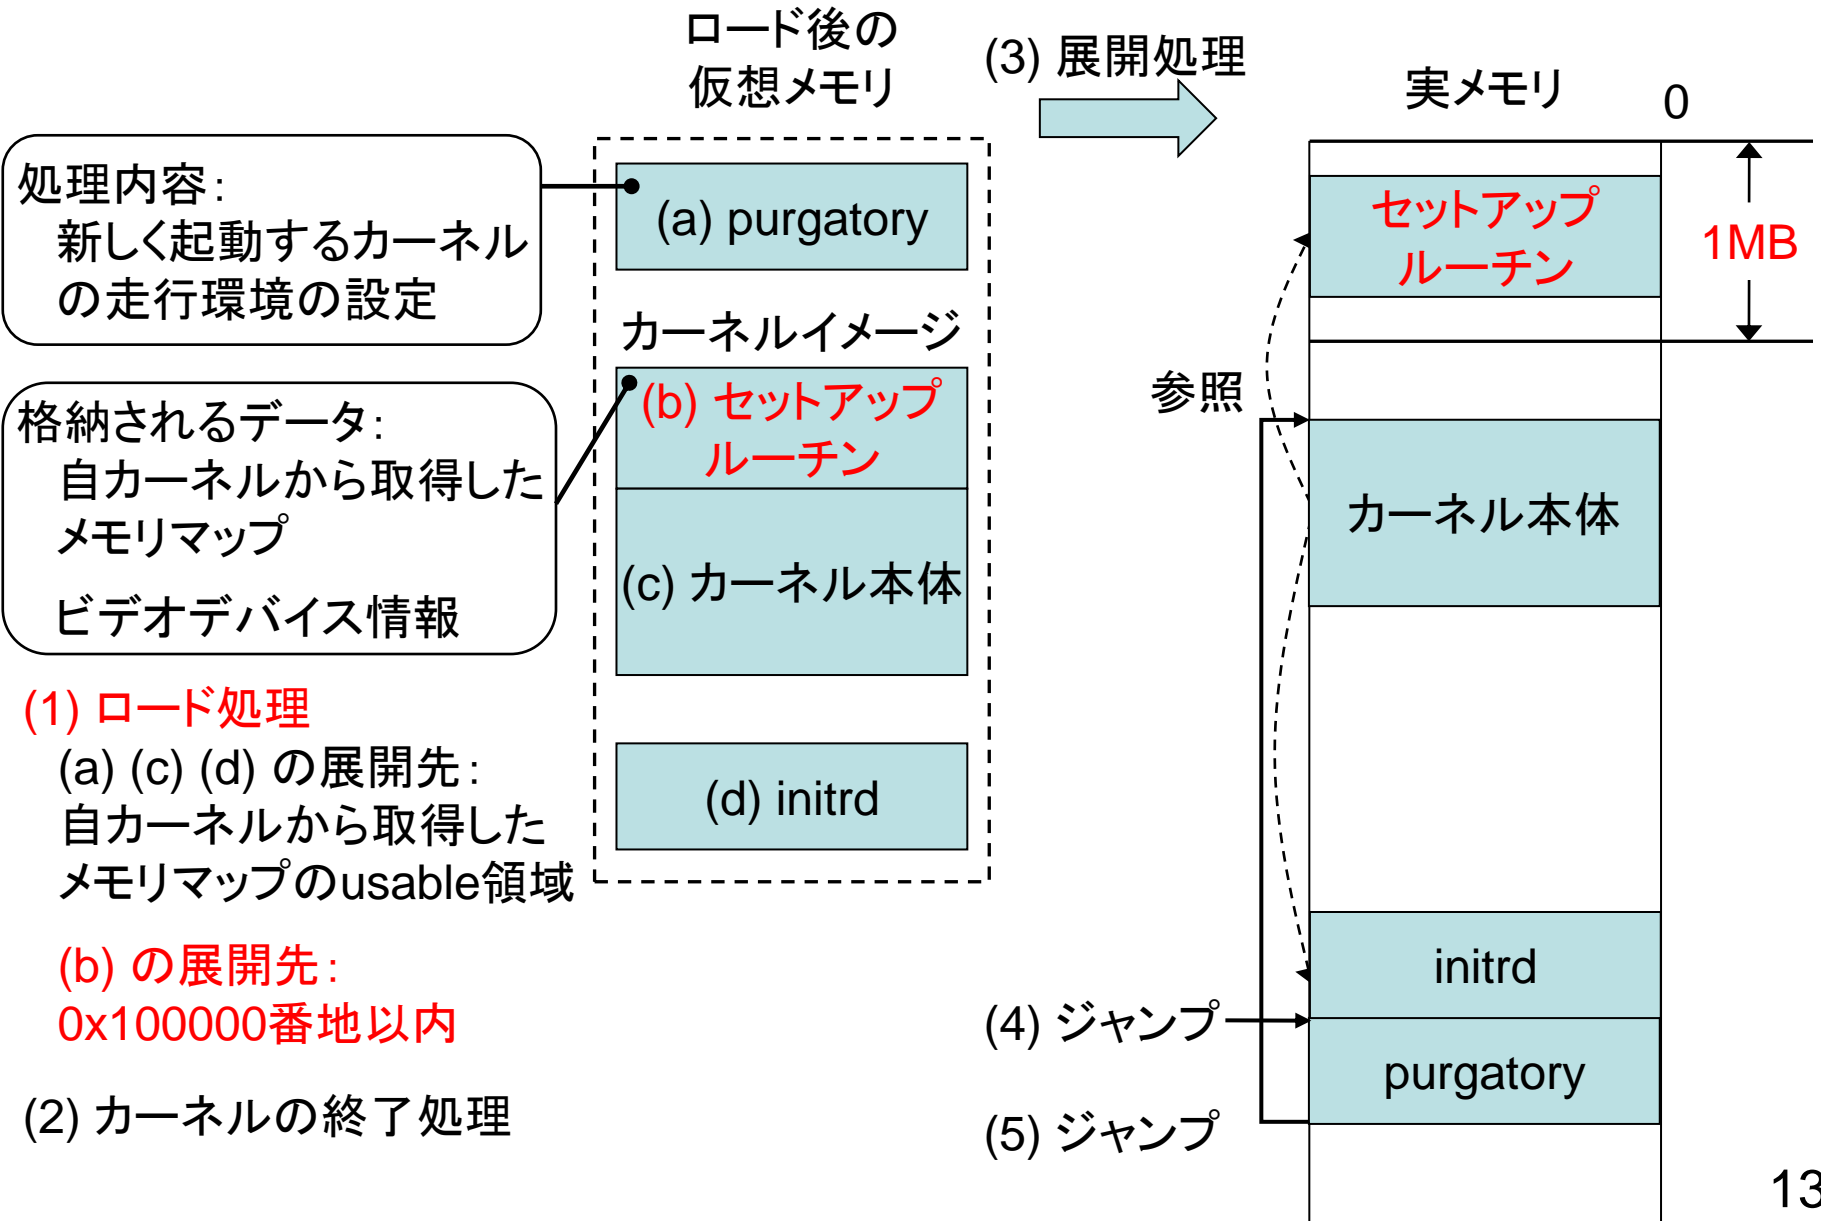 ロード後の
仮想メモリ
(3) 展開処理
実メモリ
0
処理内容：
新しく起動するカーネル
の走行環境の設定
(a) purgatory
セットアップ
ルーチン
1MB
カーネルイメージ
参照
格納されるデータ：
自カーネルから取得した
メモリマップ
ビデオデバイス情報
(b) セットアップ
ルーチン
(c) カーネル本体
カーネル本体
(1) ロード処理
(a) (c) (d) の展開先：
自カーネルから取得した
メモリマップのusable領域
(d) initrd
(b) の展開先：
0x100000番地以内
initrd
(4) ジャンプ
purgatory
(2) カーネルの終了処理
(5) ジャンプ
13